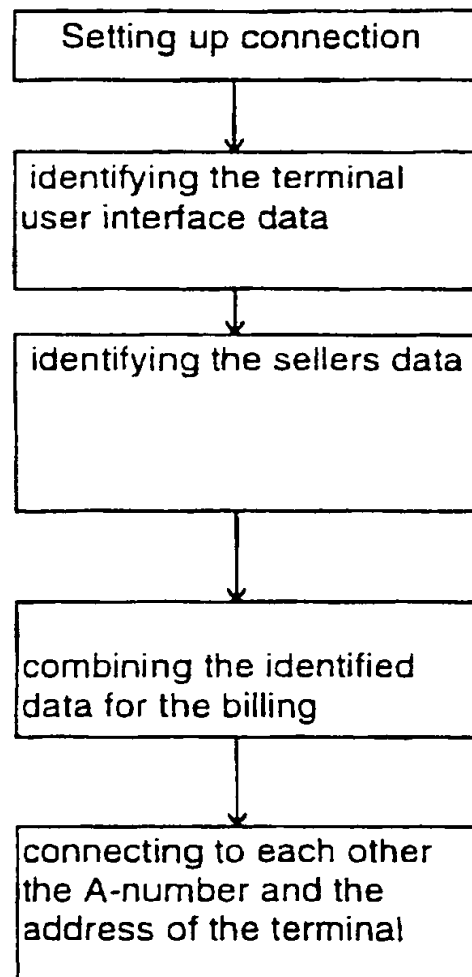 Setting up connection
identifying the terminal
user interface data
identifying the sellers data
combining the identified
data for the billing
connecting to each other
the A-number and the
address of the terminal